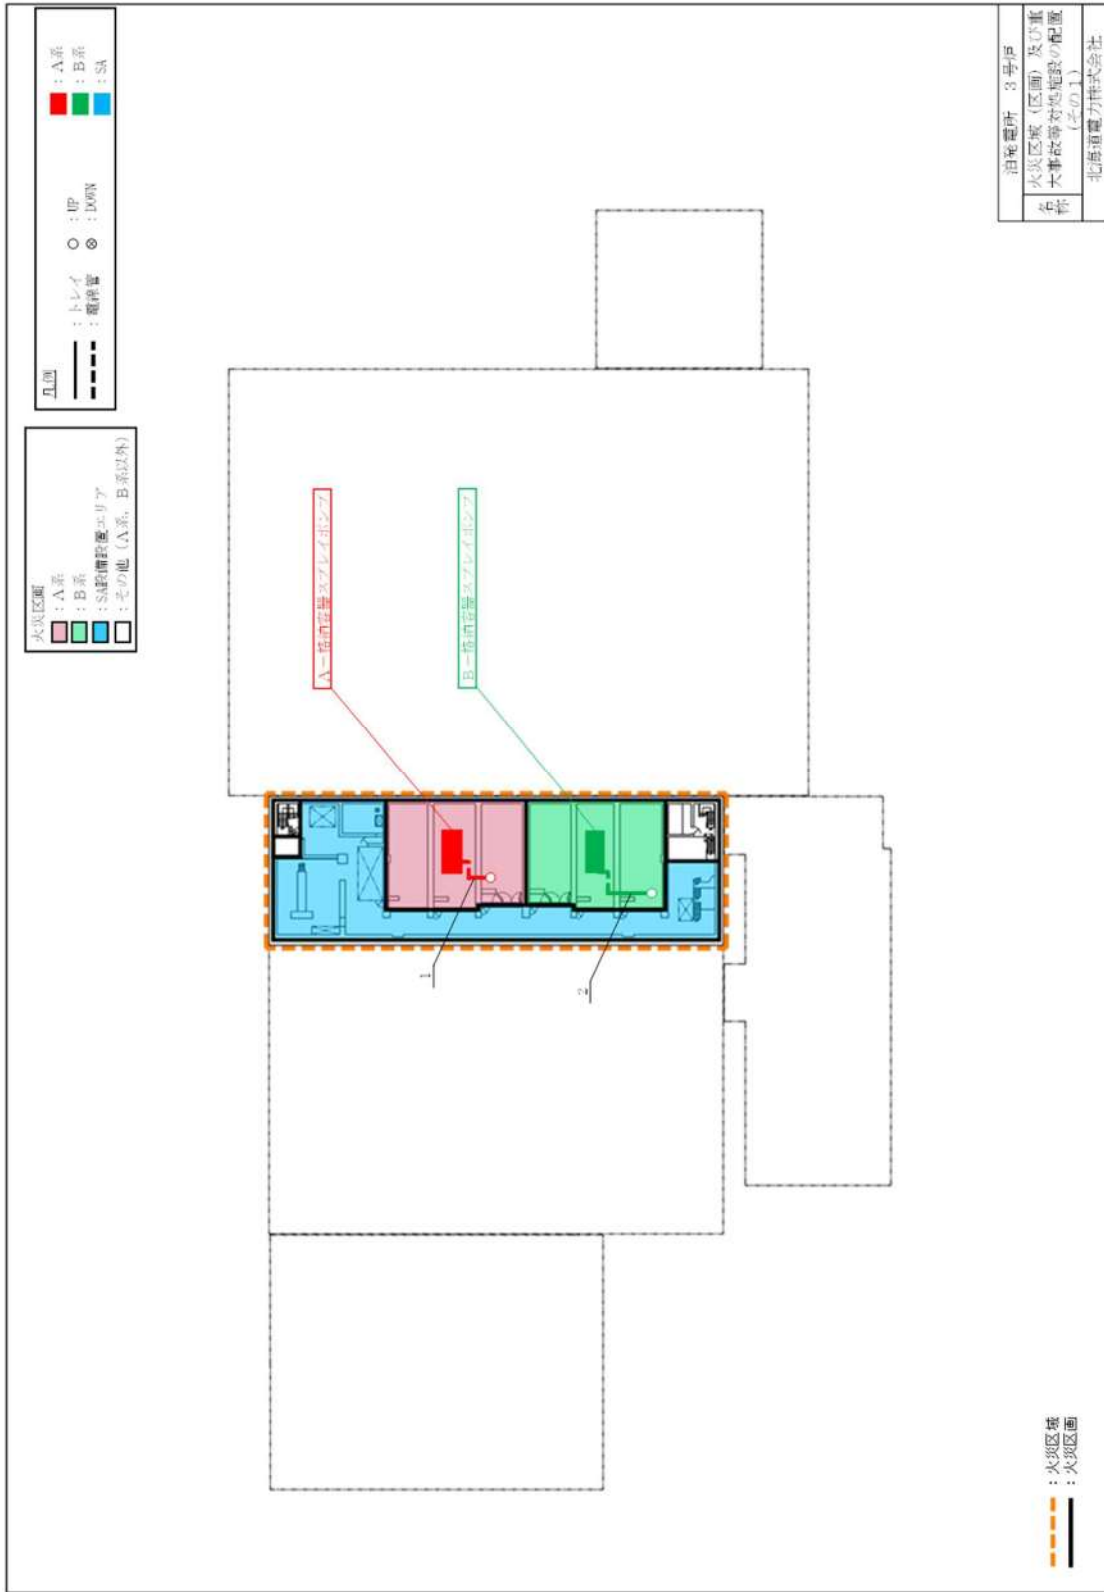 火災区画
：A系
：B系
：SA設備設置エリア
：その他（A系，B系以外）
凡例
：トレイ
：電線管
○：UP
⊗：DOWN
：A系
：B系
：SA
A－格納容器スプレイポンプ
B－格納容器スプレイポンプ
1
2
：火災区域
：火災区画
泊発電所　3号炉
名称
火災区域（区画）及び重
大事故等対処施設の配置
（その1）
北海道電力株式会社